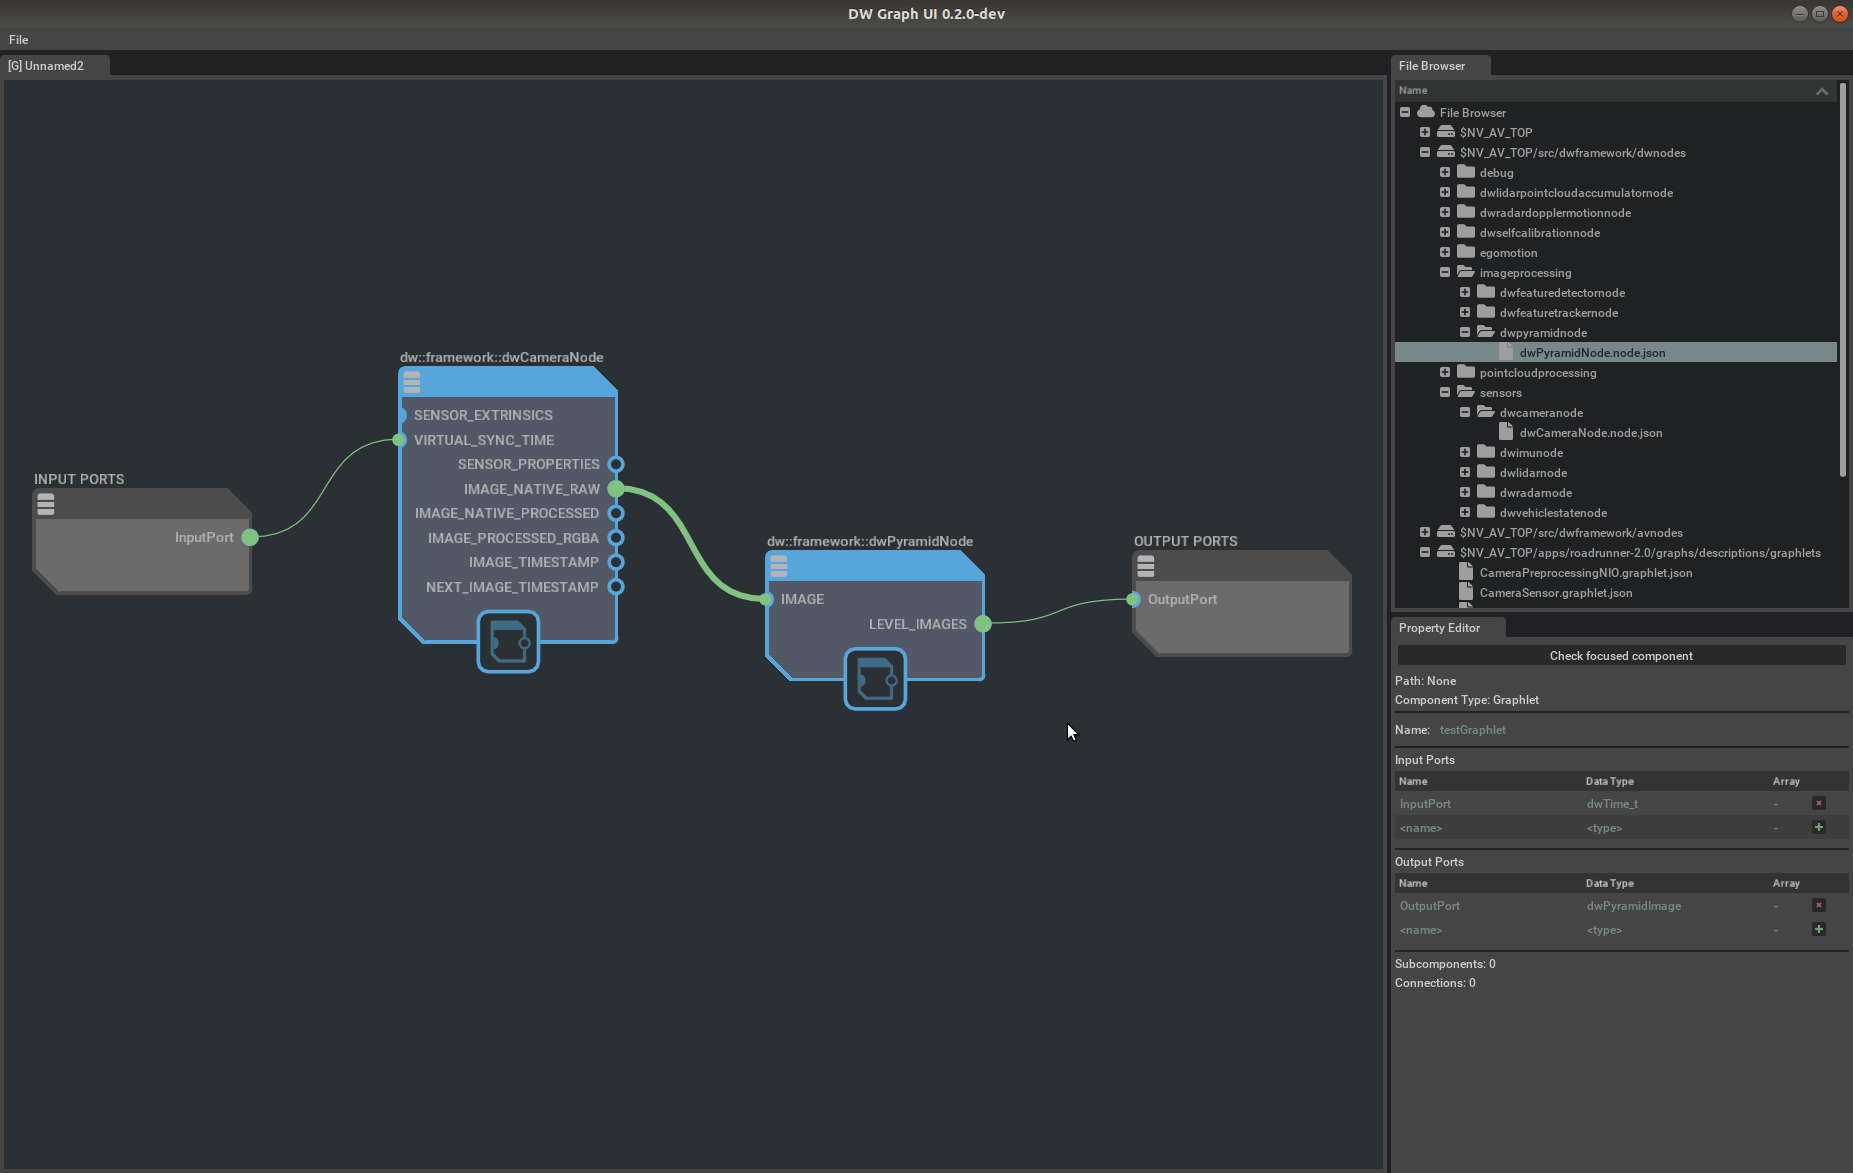 DW Graph UI 0.2.0-dev
File
[G] Unnamed2
INPUT PORTS
InputPort
dw::framework::dwCameraNode
SENSOR_EXTRINSICS
VIRTUAL_SYNC_TIME
SENSOR_PROPERTIES
IMAGE_NATIVE_RAW
IMAGE_NATIVE_PROCESSED
IMAGE_PROCESSED_RGBA
IMAGE_TIMESTAMP
NEXT_IMAGE_TIMESTAMP
dw::framework::dwPyramidNode
IMAGE
LEVEL_IMAGES
OUTPUT PORTS
OutputPort
File Browser
Name
File Browser
$NV_AV_TOP
$NV_AV_TOP/src/dwframework/dwnodes
debug
dwlidarpointcloudaccumulatornode
dwradardopplermotionnode
dwselfcalibrationnode
egomotion
imageprocessing
dwfeaturedetectornode
dwfeaturetrackernode
dwpyramidnode
dwPyramidNode.node.json
pointcloudprocessing
sensors
dwcameranode
dwCameraNode.node.json
dwimunode
dwlidarnode
dwradarnode
dwvehiclestatenode
$NV_AV_TOP/src/dwframework/avnodes
$NV_AV_TOP/apps/roadrunner-2.0/graphs/descriptions/graphlets
CameraPreprocessingNIO.graphlet.json
CameraSensor.graphlet.json
Property Editor
Check focused component
Path: None
Component Type: Graphlet
Name: testGraphlet
Input Ports
Name Data Type Array
InputPort dwTime_t -
<name> <type> -
Output Ports
Name Data Type Array
OutputPort dwPyramidImage -
<name> <type> -
Subcomponents: 0
Connections: 0